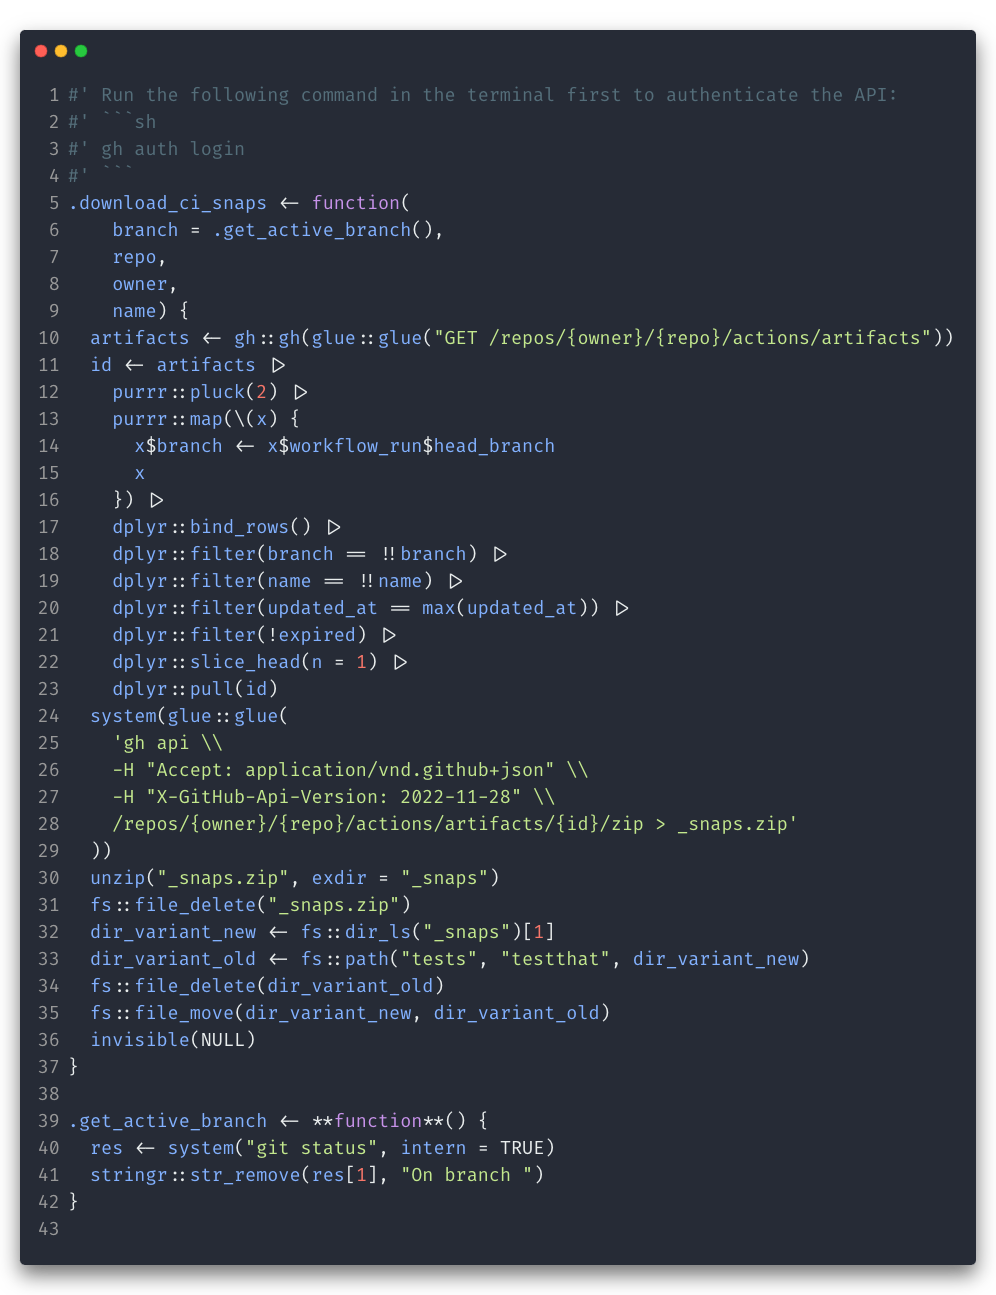 1 #' Run the following command in the terminal first to authenticate the API:
2 #' ```sh
3 #' gh auth login
4 #' ```
5 .download_ci_snaps <- function(
6     branch = .get_active_branch(),
7     repo,
8     owner,
9     name) {
10   artifacts <- gh::gh(glue::glue("GET /repos/{owner}/{repo}/actions/artifacts"))
11   id <- artifacts |>
12     purrr::pluck(2) |>
13     purrr::map(\(x) {
14       x$branch <- x$workflow_run$head_branch
15       x
16     }) |>
17     dplyr::bind_rows() |>
18     dplyr::filter(branch == !!branch) |>
19     dplyr::filter(name == !!name) |>
20     dplyr::filter(updated_at == max(updated_at)) |>
21     dplyr::filter(!expired) |>
22     dplyr::slice_head(n = 1) |>
23     dplyr::pull(id)
24   system(glue::glue(
25     'gh api \\
26     -H "Accept: application/vnd.github+json" \\
27     -H "X-GitHub-Api-Version: 2022-11-28" \\
28     /repos/{owner}/{repo}/actions/artifacts/{id}/zip > _snaps.zip'
29   ))
30   unzip("_snaps.zip", exdir = "_snaps")
31   fs::file_delete("_snaps.zip")
32   dir_variant_new <- fs::dir_ls("_snaps")[1]
33   dir_variant_old <- fs::path("tests", "testthat", dir_variant_new)
34   fs::file_delete(dir_variant_old)
35   fs::file_move(dir_variant_new, dir_variant_old)
36   invisible(NULL)
37 }
38
39 .get_active_branch <- **function**() {
40   res <- system("git status", intern = TRUE)
41   stringr::str_remove(res[1], "On branch ")
42 }
43